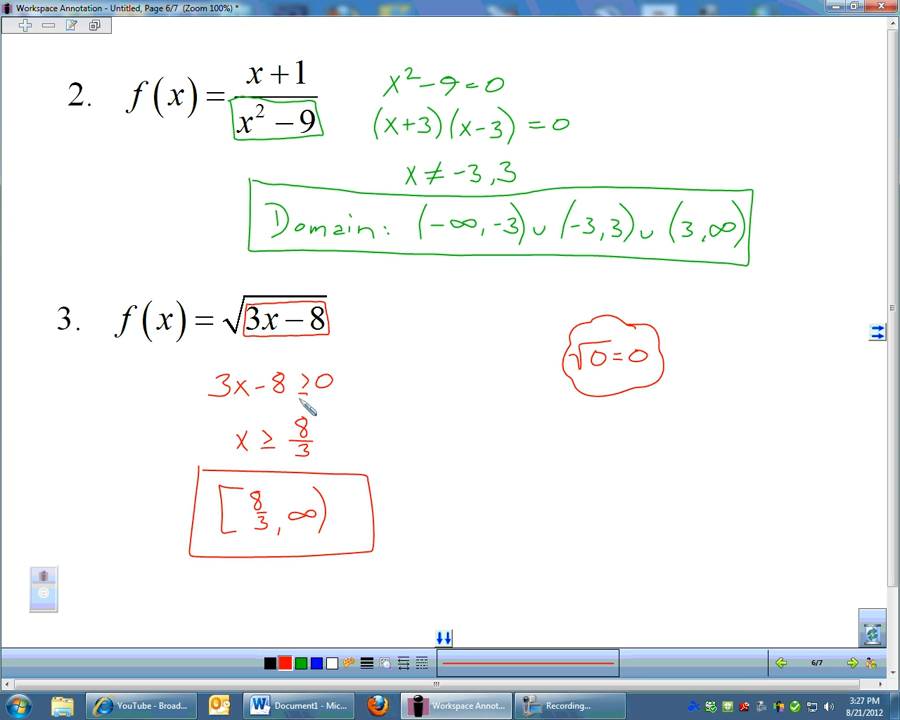 Workspace Annotation - Untitled, Page 6/7 (Zoom 100%) *
2. f(x) = x+1 / x² − 9
x² − 9 = 0
(x+3)(x−3) = 0
x ≠ −3, 3
Domain: (−∞, −3) ∪ (−3, 3) ∪ (3, ∞)
3. f(x) = √3x − 8
√0 = 0
3x − 8 ≥ 0
x ≥ 8/3
[8/3, ∞)
6/7
YouTube - Broad...
Document1 - Mic...
Workspace Annot...
Recording...
3:27 PM
8/21/2012